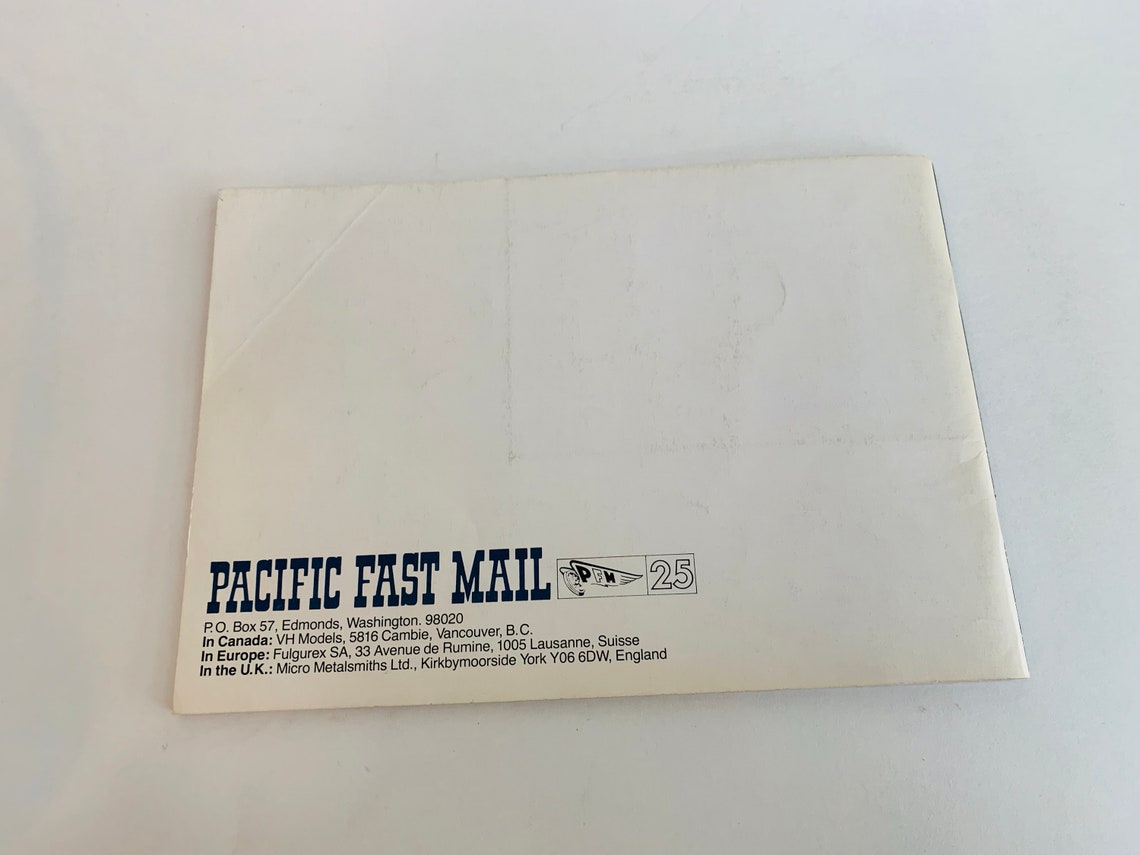 PACIFIC FAST MAIL PFM 25
P.O. Box 57, Edmonds, Washington. 98020
In Canada: VH Models, 5816 Cambie, Vancouver, B.C.
In Europe: Fulgurex SA, 33 Avenue de Rumine, 1005 Lausanne, Suisse
In the U.K.: Micro Metalsmiths Ltd., Kirkbymoorside York Y06 6DW, England